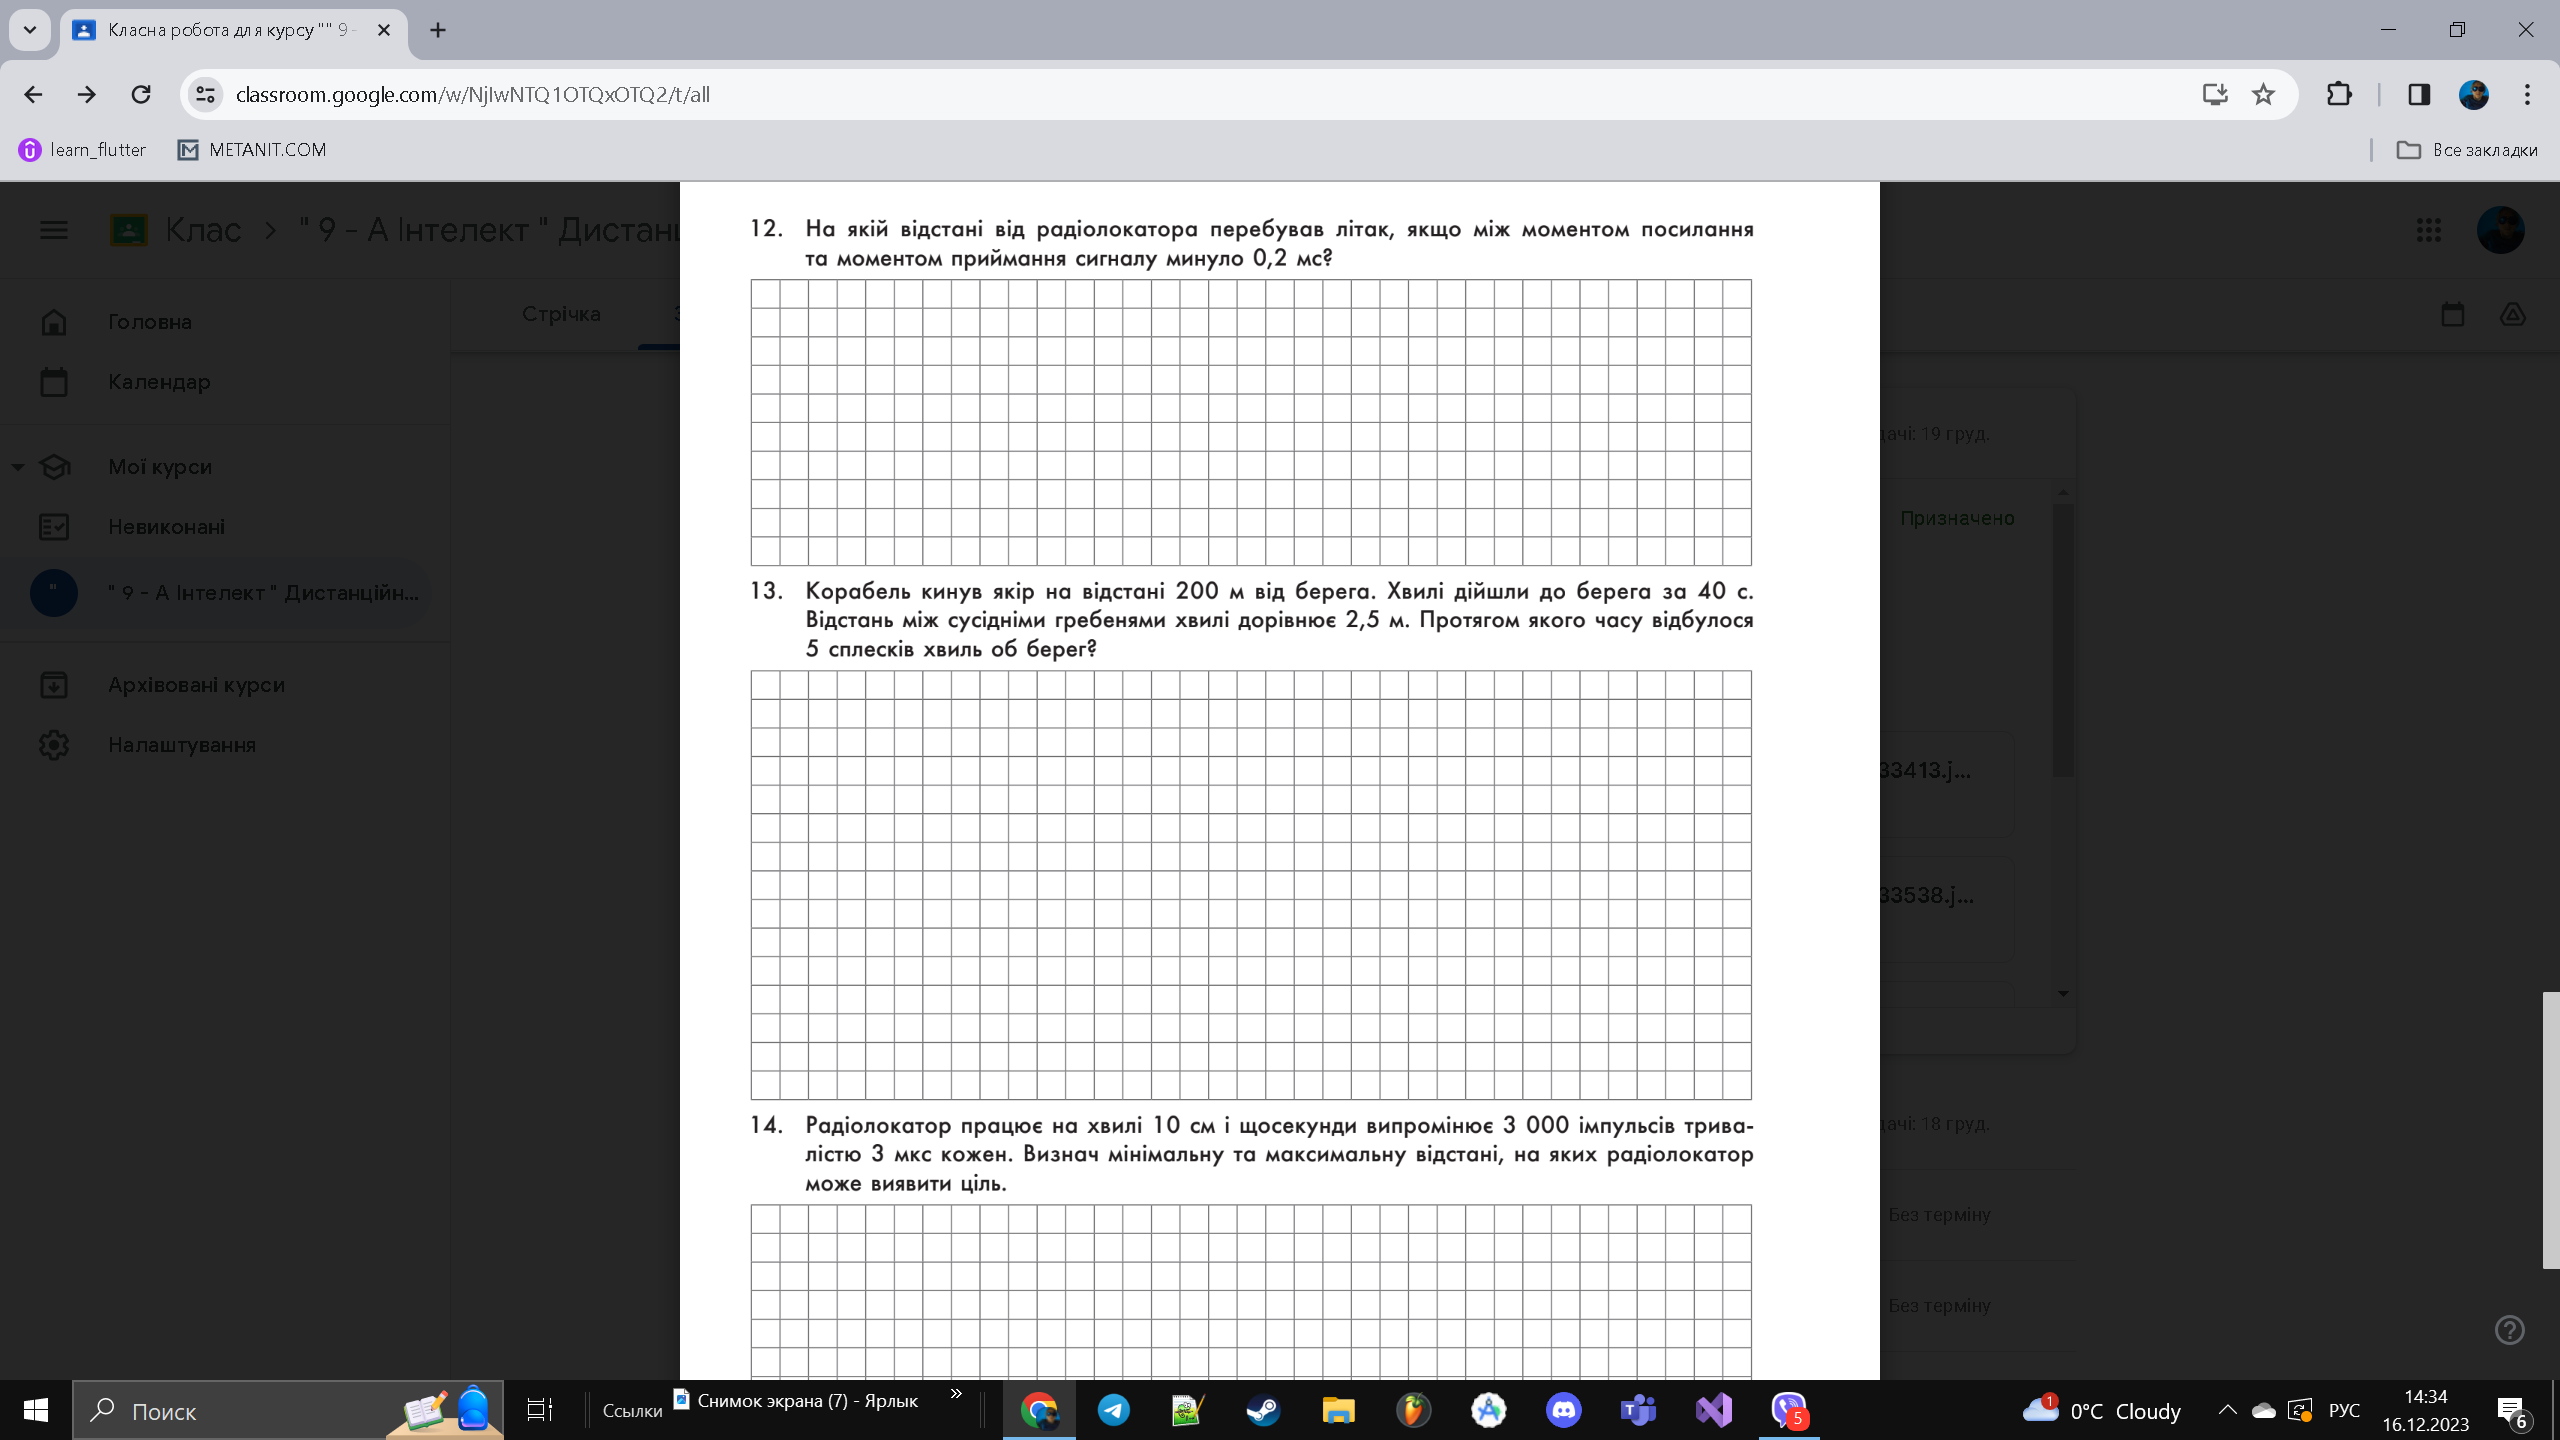 Класна робота для курсу "" 9 -
classroom.google.com/w/NjIwNTQ1OTQxOTQ2/t/all
learn_flutter
METANIT.COM
Все закладки
Клас > " 9 - А Інтелект " Дистанц
Головна
Календар
Мої курси
Невиконані
" 9 - А Інтелект " Дистанційн...
Архівовані курси
Налаштування
Стрічка
12. На якій відстані від радіолокатора перебував літак, якщо між моментом посилання
та моментом приймання сигналу минуло 0,2 мс?
13. Корабель кинув якір на відстані 200 м від берега. Хвилі дійшли до берега за 40 с.
Відстань між сусідніми гребенями хвилі дорівнює 2,5 м. Протягом якого часу відбулося
5 сплесків хвиль об берег?
14. Радіолокатор працює на хвилі 10 см і щосекунди випромінює 3 000 імпульсів трива-
лістю 3 мкс кожен. Визнач мінімальну та максимальну відстані, на яких радіолокатор
може виявити ціль.
ачі: 19 груд.
Призначено
33413.j...
33538.j...
ачі: 18 груд.
Без терміну
Без терміну
Поиск
Ссылки
Снимок экрана (7) - Ярлык
5
1
0°C Cloudy
РУС
14:34
16.12.2023
6